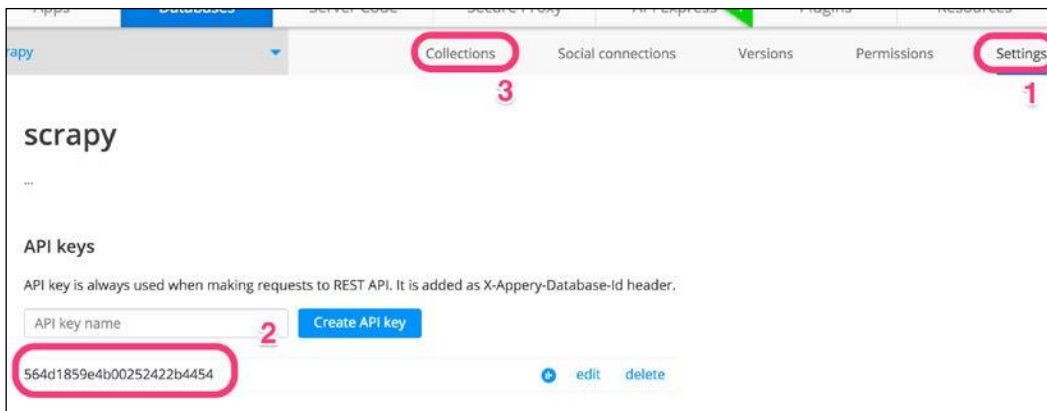 Apps Databases Server Code Secure Proxy API Express Plugins Resources
rapy Collections Social connections Versions Permissions Settings
3 1
scrapy
...
API keys
API key is always used when making requests to REST API. It is added as X-Appery-Database-Id header.
API key name 2 Create API key
564d1859e4b00252422b4454 edit delete